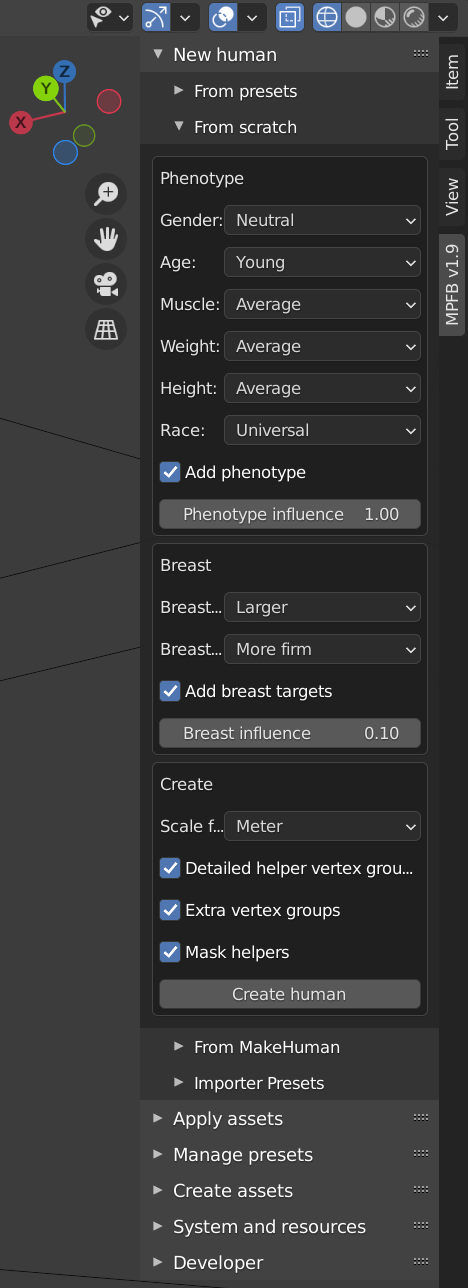 Z
Y
X
New human
From presets
From scratch
Phenotype
Gender: Neutral
Age: Young
Muscle: Average
Weight: Average
Height: Average
Race: Universal
Add phenotype
Phenotype influence 1.00
Breast
Breast... Larger
Breast... More firm
Add breast targets
Breast influence 0.10
Create
Scale f... Meter
Detailed helper vertex grou...
Extra vertex groups
Mask helpers
Create human
From MakeHuman
Importer Presets
Apply assets
Manage presets
Create assets
System and resources
Developer
Item
Tool
View
MPFB v1.9